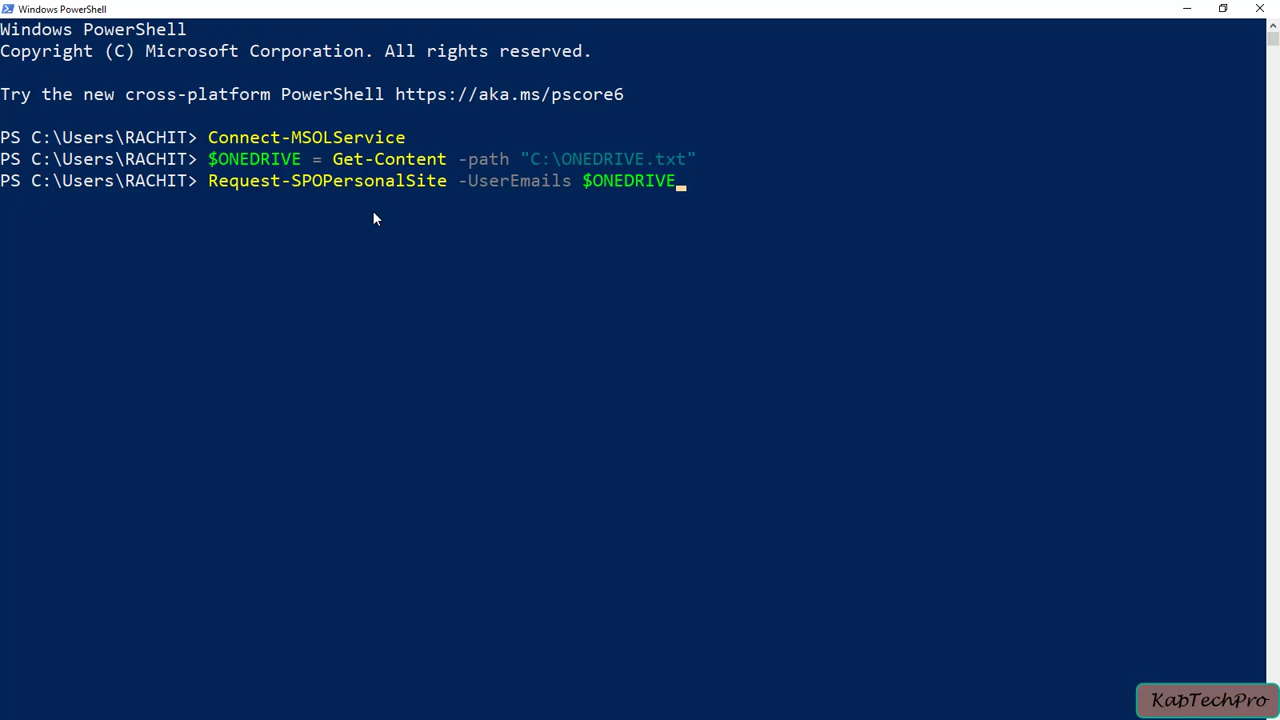 Windows PowerShell
Windows PowerShell
Copyright (C) Microsoft Corporation. All rights reserved.
Try the new cross-platform PowerShell https://aka.ms/pscore6
PS C:\Users\RACHIT> Connect-MSOLService
PS C:\Users\RACHIT> $ONEDRIVE = Get-Content -path "C:\ONEDRIVE.txt"
PS C:\Users\RACHIT> Request-SPOPersonalSite -UserEmails $ONEDRIVE
KapTechPro